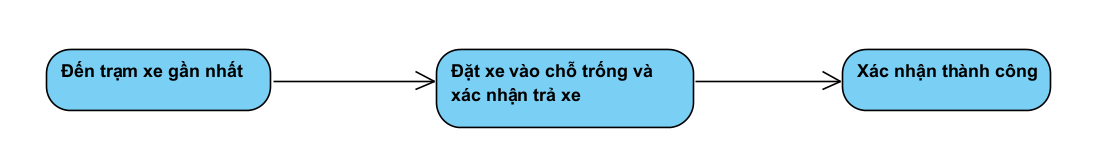 Đến trạm xe gần nhất
Đặt xe vào chỗ trống và
xác nhận trả xe
Xác nhận thành công